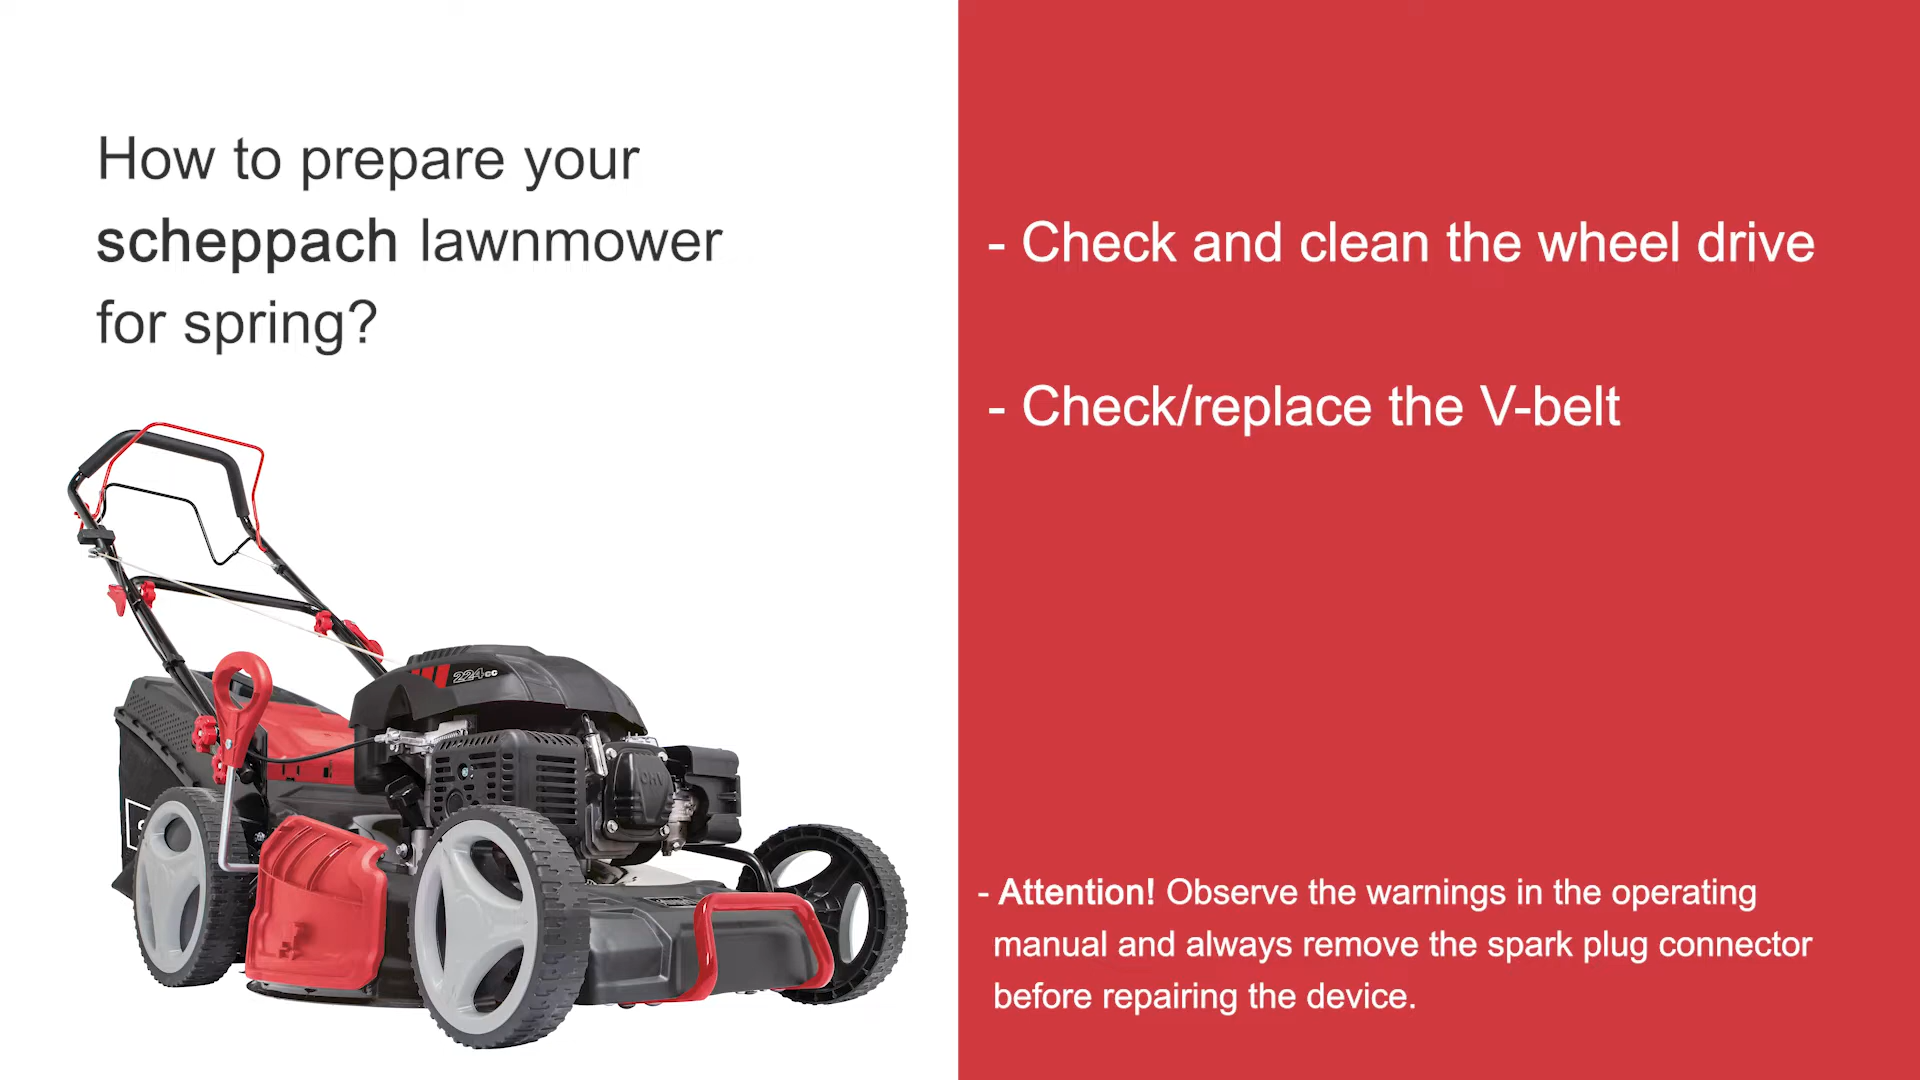 How to prepare your
scheppach lawnmower
for spring?
- Check and clean the wheel drive
- Check/replace the V-belt
224cc
OHV
- Attention! Observe the warnings in the operating
manual and always remove the spark plug connector
before repairing the device.